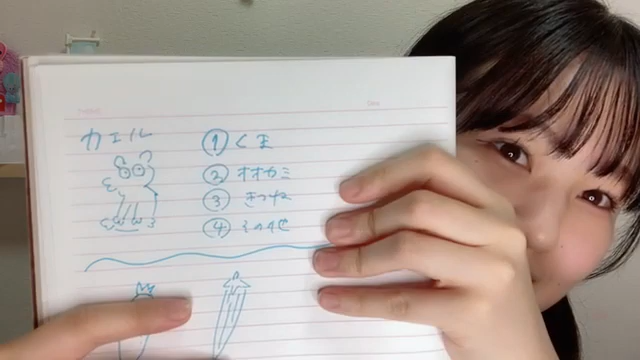 カエル
① くま
② オオカミ
③ きつね
④ その他